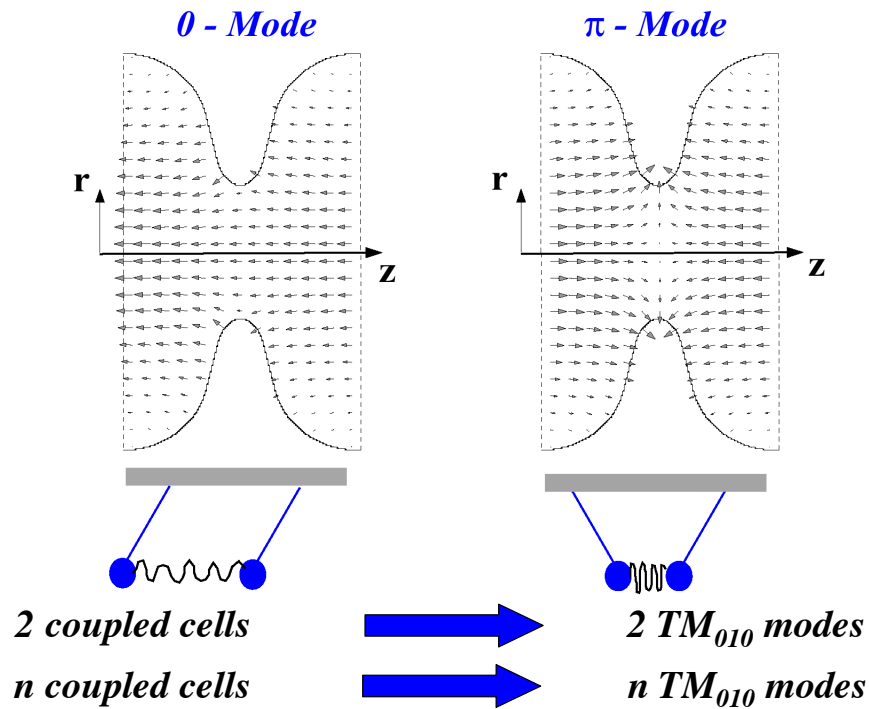 0 - Mode
π - Mode
r
z
r
z
2 coupled cells
2 TM010 modes
n coupled cells
n TM010 modes